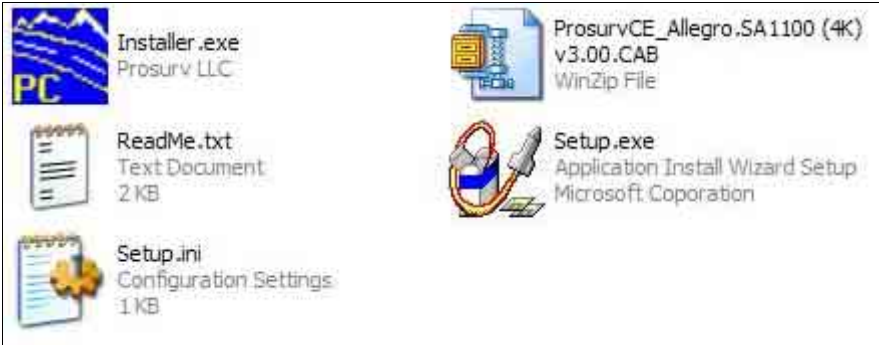 PC
Installer.exe
Prosurv LLC
ProsurvCE_Allegro.SA1100 (4K)
v3.00.CAB
WinZip File
ReadMe.txt
Text Document
2 KB
Setup.exe
Application Install Wizard Setup
Microsoft Coporation
Setup.ini
Configuration Settings
1 KB